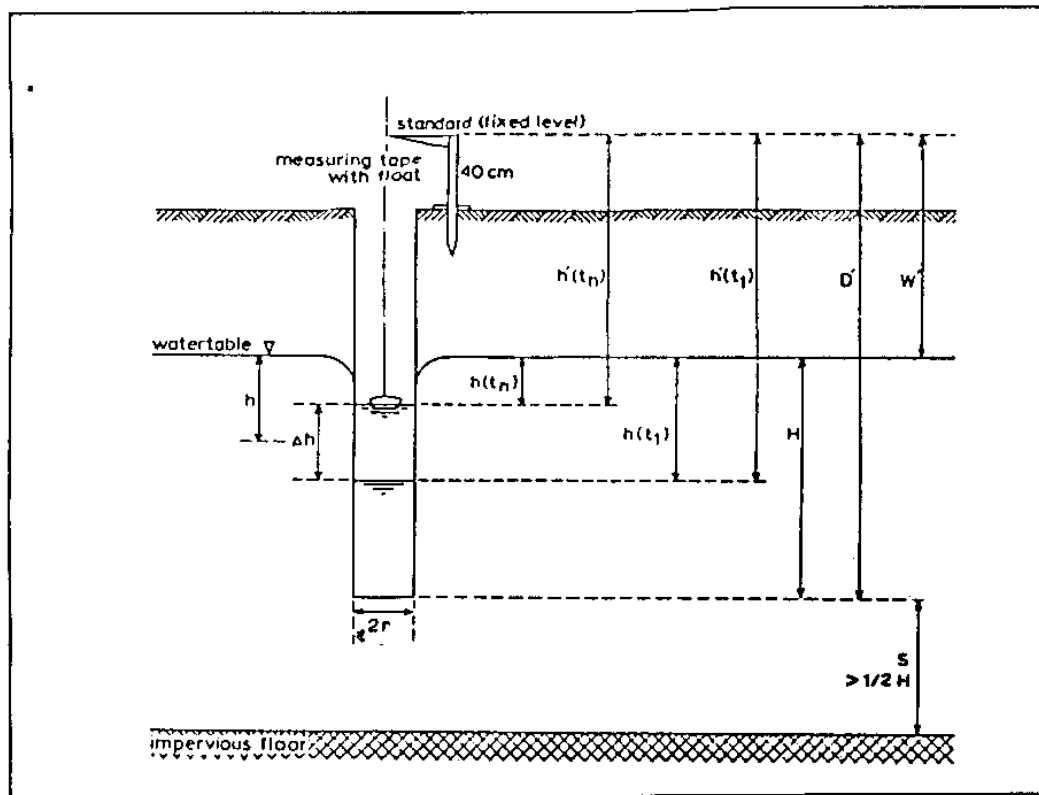 standard (fixed level)
measuring tape
with float
40 cm
h'(tn)
h'(t1)
D'
W'
watertable
h
h(tn)
Δh
h(t1)
H
2r
S
> 1/2 H
impervious floor